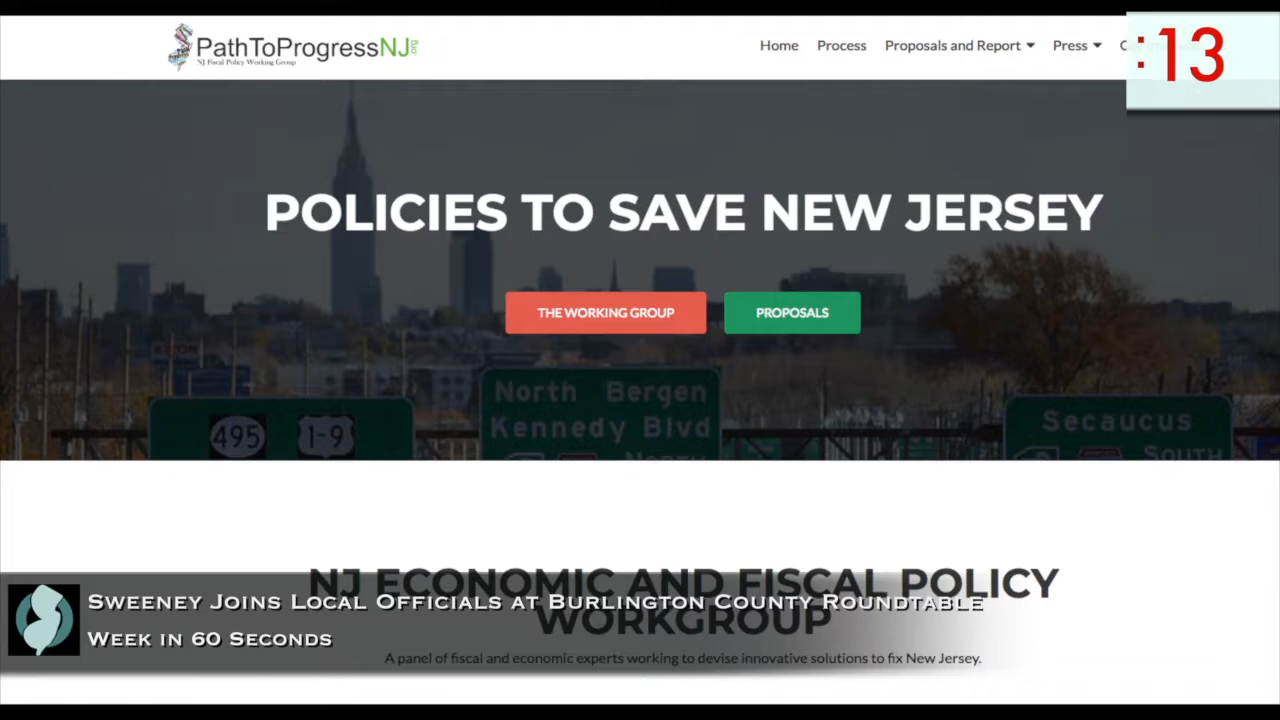 PathToProgressNJ.org
NJ Fiscal Policy Working Group
Home Process Proposals and Report Press
:13
POLICIES TO SAVE NEW JERSEY
THE WORKING GROUP PROPOSALS
North Bergen
Kennedy Blvd
495 1-9
NORTH
Secaucus
SOUTH
NJ ECONOMIC AND FISCAL POLICY
WORKGROUP
Sweeney Joins Local Officials at Burlington County Roundtable
Week in 60 Seconds
A panel of fiscal and economic experts working to devise innovative solutions to fix New Jersey.